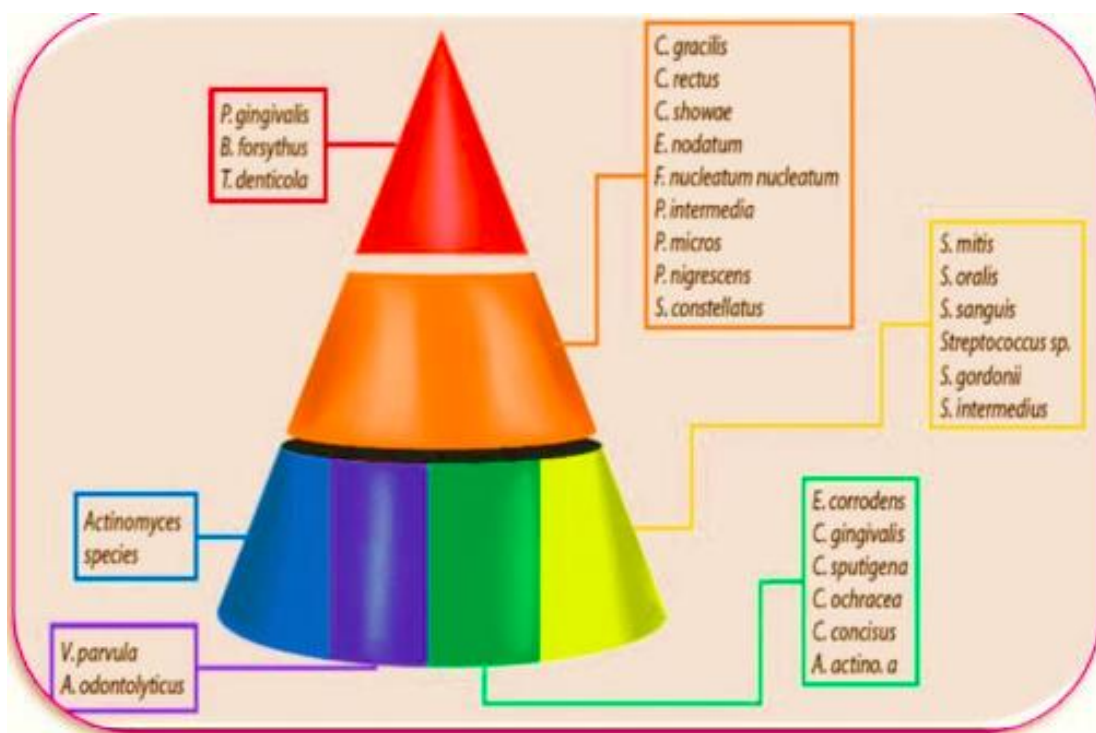 P. gingivalis
B. forsythus
T. denticola
C. gracilis
C. rectus
C. showae
E. nodatum
F. nucleatum nucleatum
P. intermedia
P. micros
P. nigrescens
S. constellatus
S. mitis
S. oralis
S. sanguis
Streptococcus sp.
S. gordonii
S. intermedius
Actinomyces
species
E. corrodens
C. gingivalis
C. sputigena
C. ochracea
C. concisus
A. actino. a
V. parvula
A. odontolyticus